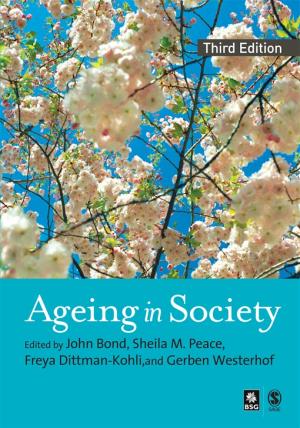 Third Edition
Ageing in Society
Edited by John Bond, Sheila M. Peace,
Freya Dittman-Kohli,and Gerben Westerhof
BSG
SAGE